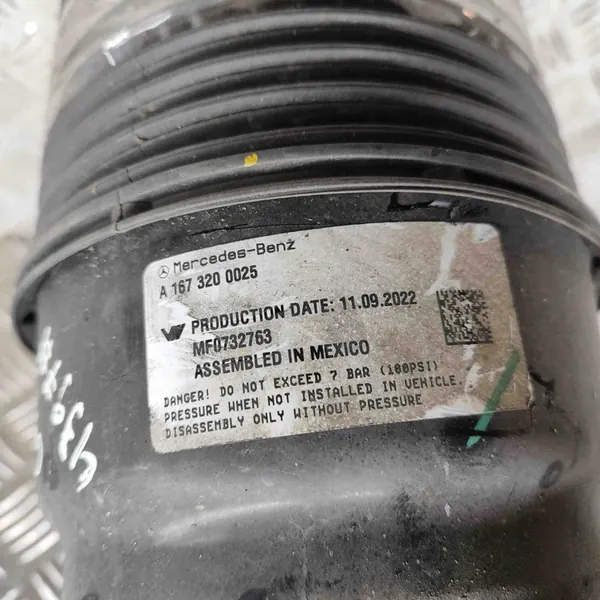 Mercedes-Benz
A 167 320 0025
PRODUCTION DATE: 11.09.2022
MF0732763
ASSEMBLED IN MEXICO
DANGER! DO NOT EXCEED 7 BAR (100PSI)
PRESSURE WHEN NOT INSTALLED IN VEHICLE.
DISASSEMBLY ONLY WITHOUT PRESSURE